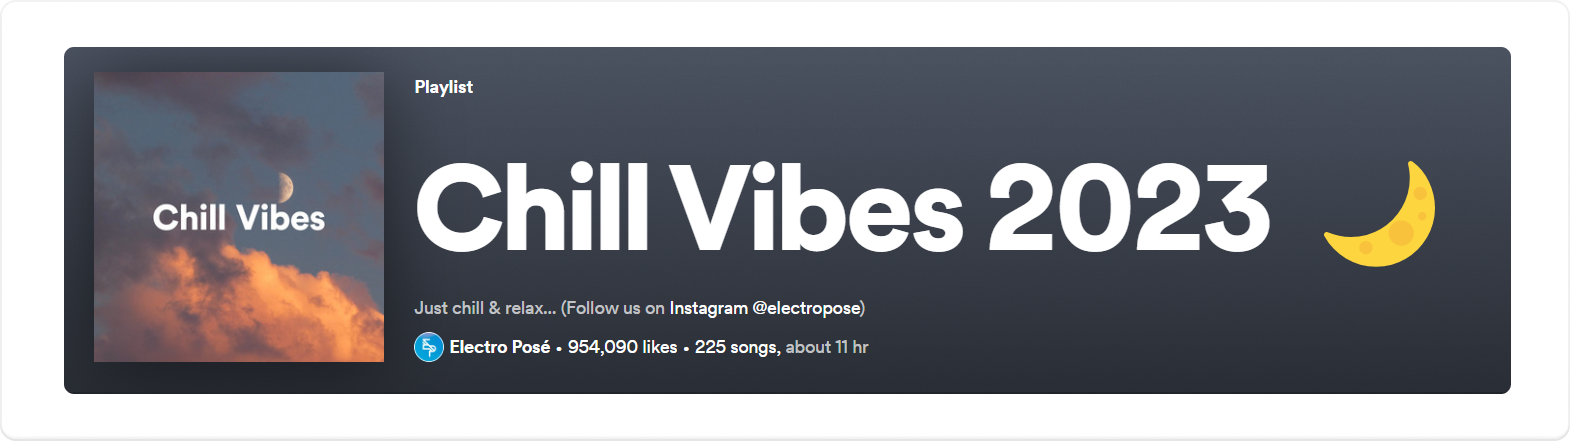 Playlist
Chill Vibes
Chill Vibes 2023 🌙
Just chill & relax... (Follow us on Instagram @electropose)
Electro Posé • 954,090 likes • 225 songs, about 11 hr